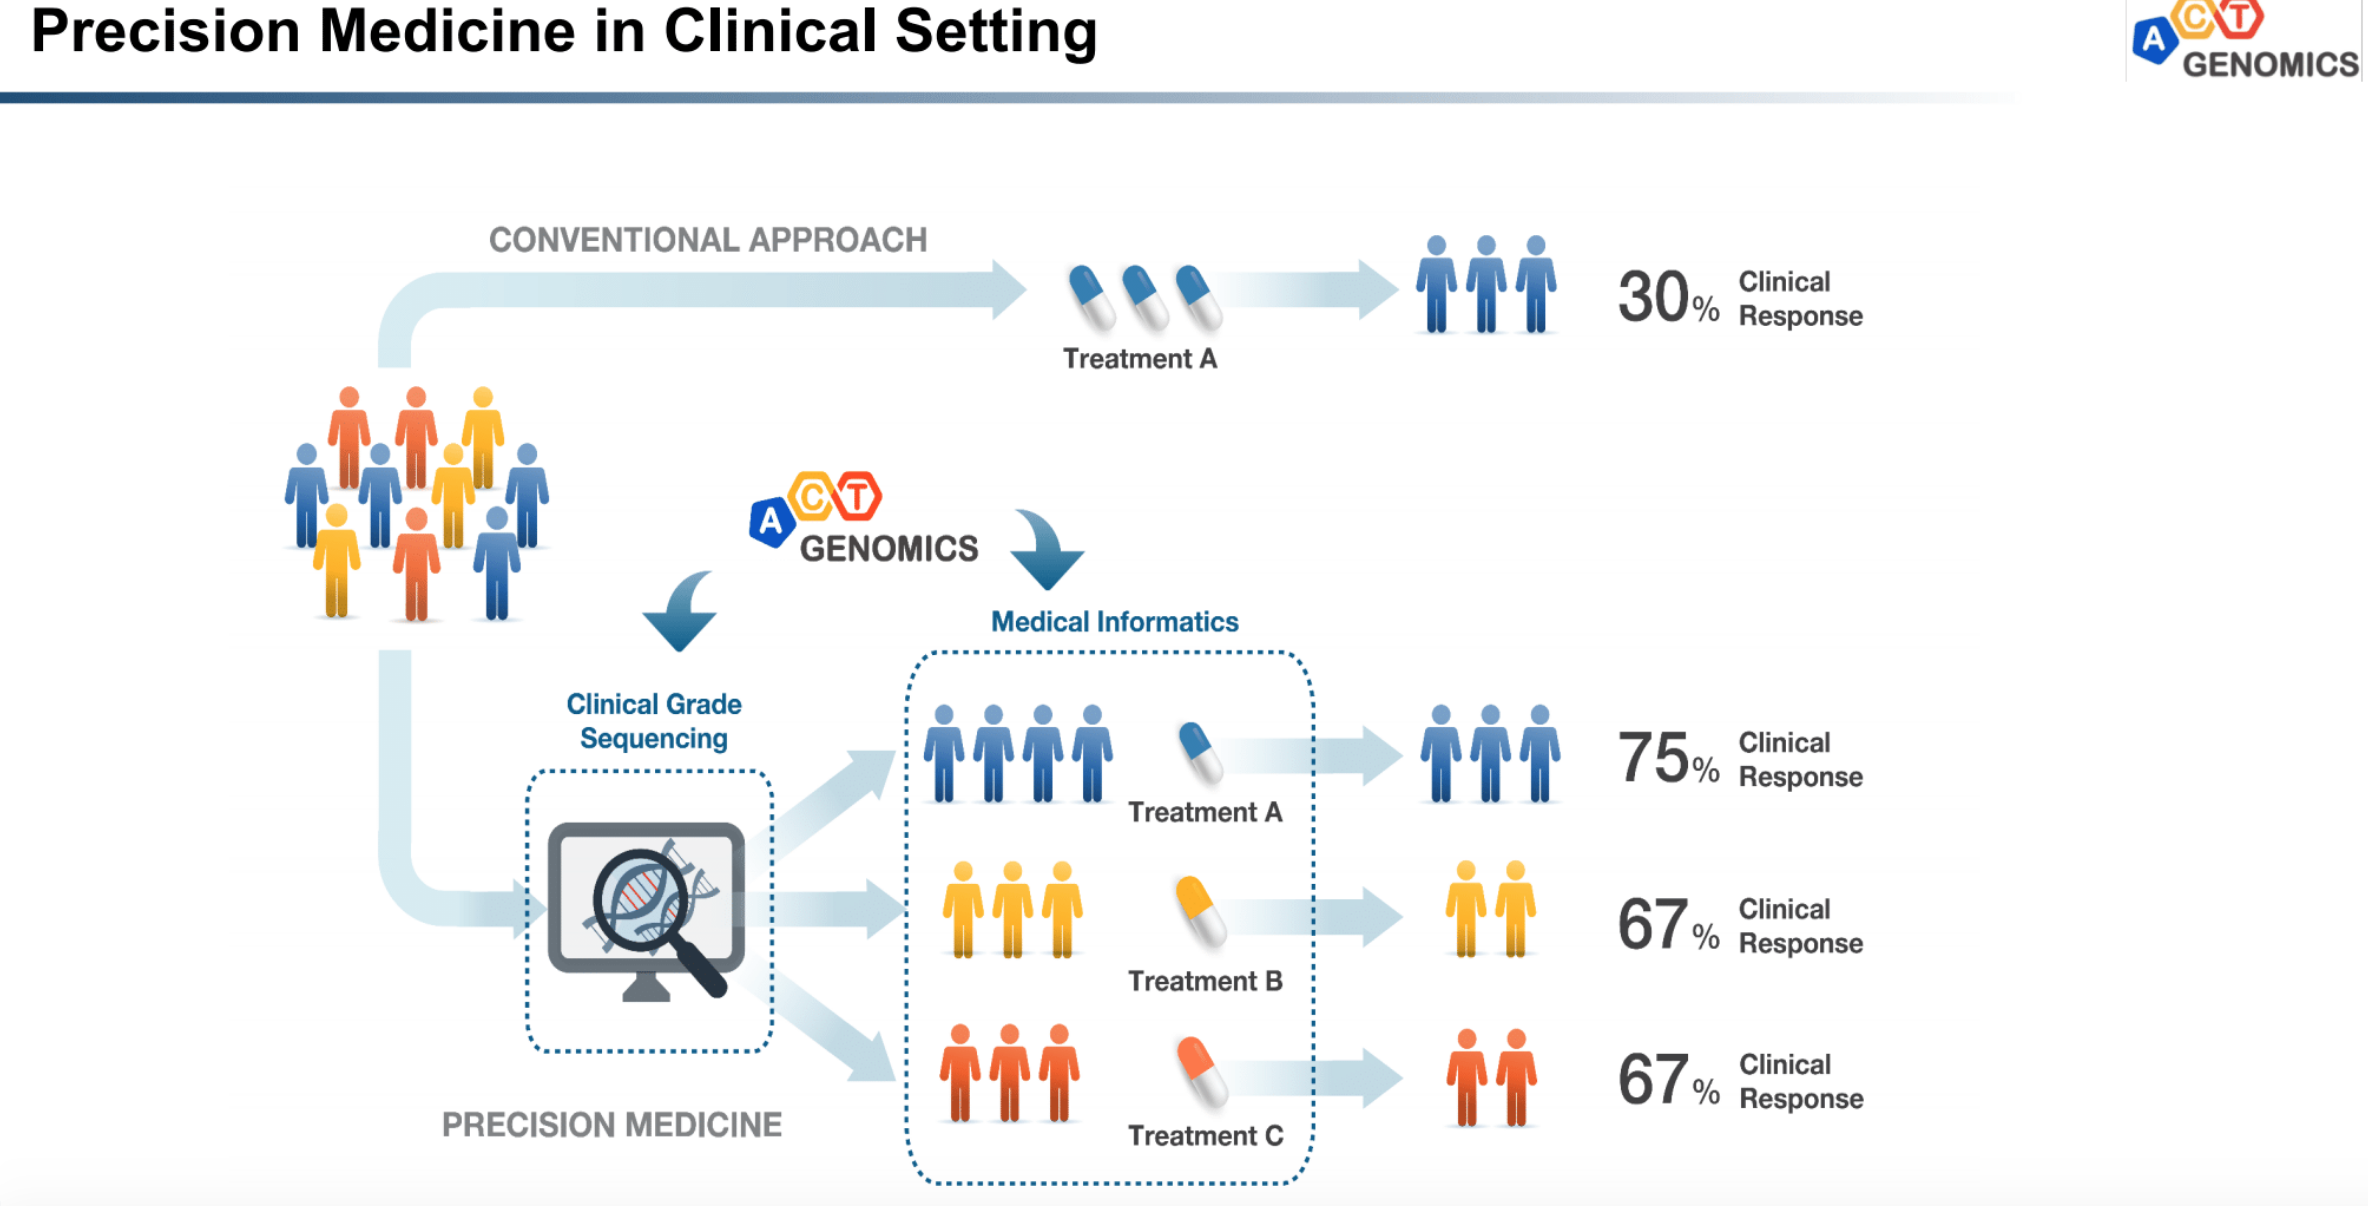 Precision Medicine in Clinical Setting
ACT
GENOMICS
CONVENTIONAL APPROACH
Treatment A
30% Clinical
Response
ACT
GENOMICS
Medical Informatics
Clinical Grade
Sequencing
Treatment A
75% Clinical
Response
Treatment B
67% Clinical
Response
Treatment C
67% Clinical
Response
PRECISION MEDICINE